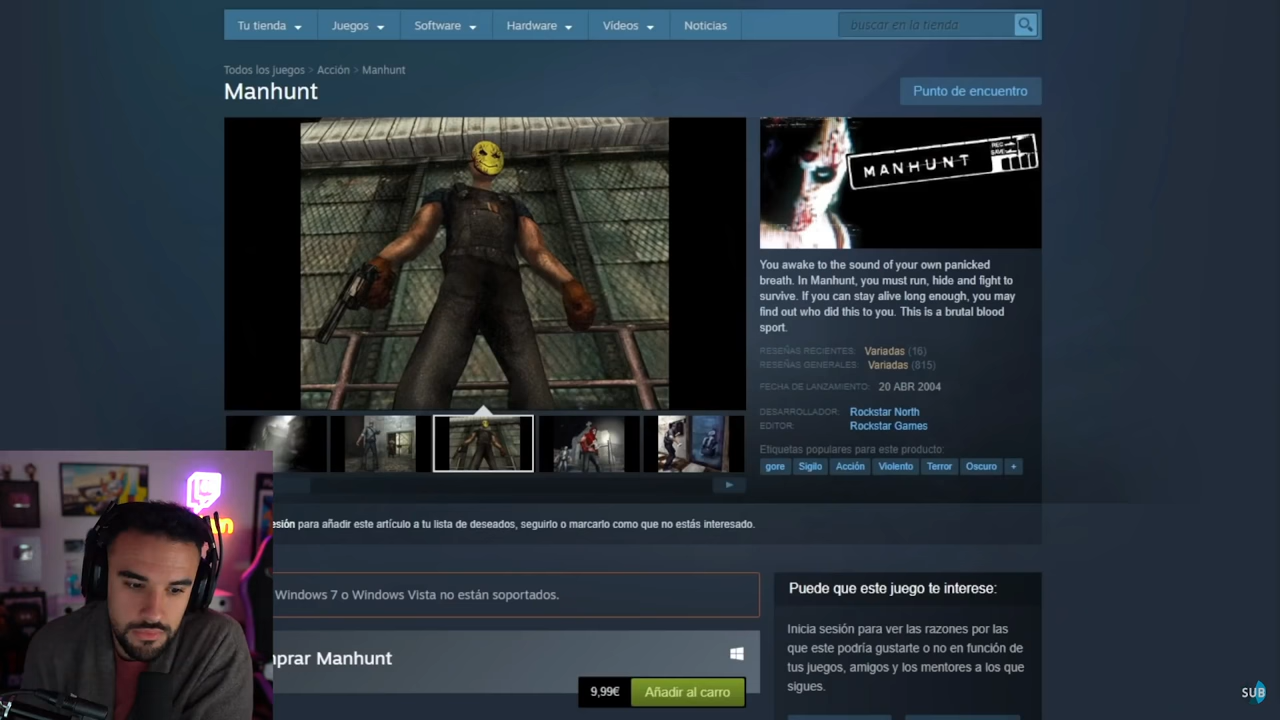 Tu tienda
Juegos
Software
Hardware
Vídeos
Noticias
buscar en la tienda
Todos los juegos > Acción > Manhunt
Manhunt
Punto de encuentro
MANHUNT
You awake to the sound of your own panicked
breath. In Manhunt, you must run, hide and fight to
survive. If you can stay alive long enough, you may
find out who did this to you. This is a brutal blood
sport.
RESEÑAS RECIENTES: Variadas (16)
RESEÑAS GENERALES: Variadas (815)
FECHA DE LANZAMIENTO: 20 ABR 2004
DESARROLLADOR: Rockstar North
EDITOR: Rockstar Games
Etiquetas populares para este producto:
gore Sigilo Acción Violento Terror Oscuro +
esión para añadir este artículo a tu lista de deseados, seguirlo o marcarlo como que no estás interesado.
Windows 7 o Windows Vista no están soportados.
prar Manhunt
9,99€ Añadir al carro
Puede que este juego te interese:
Inicia sesión para ver las razones por las
que este podría gustarte o no en función de
tus juegos, amigos y los mentores a los que
sigues.
SUB